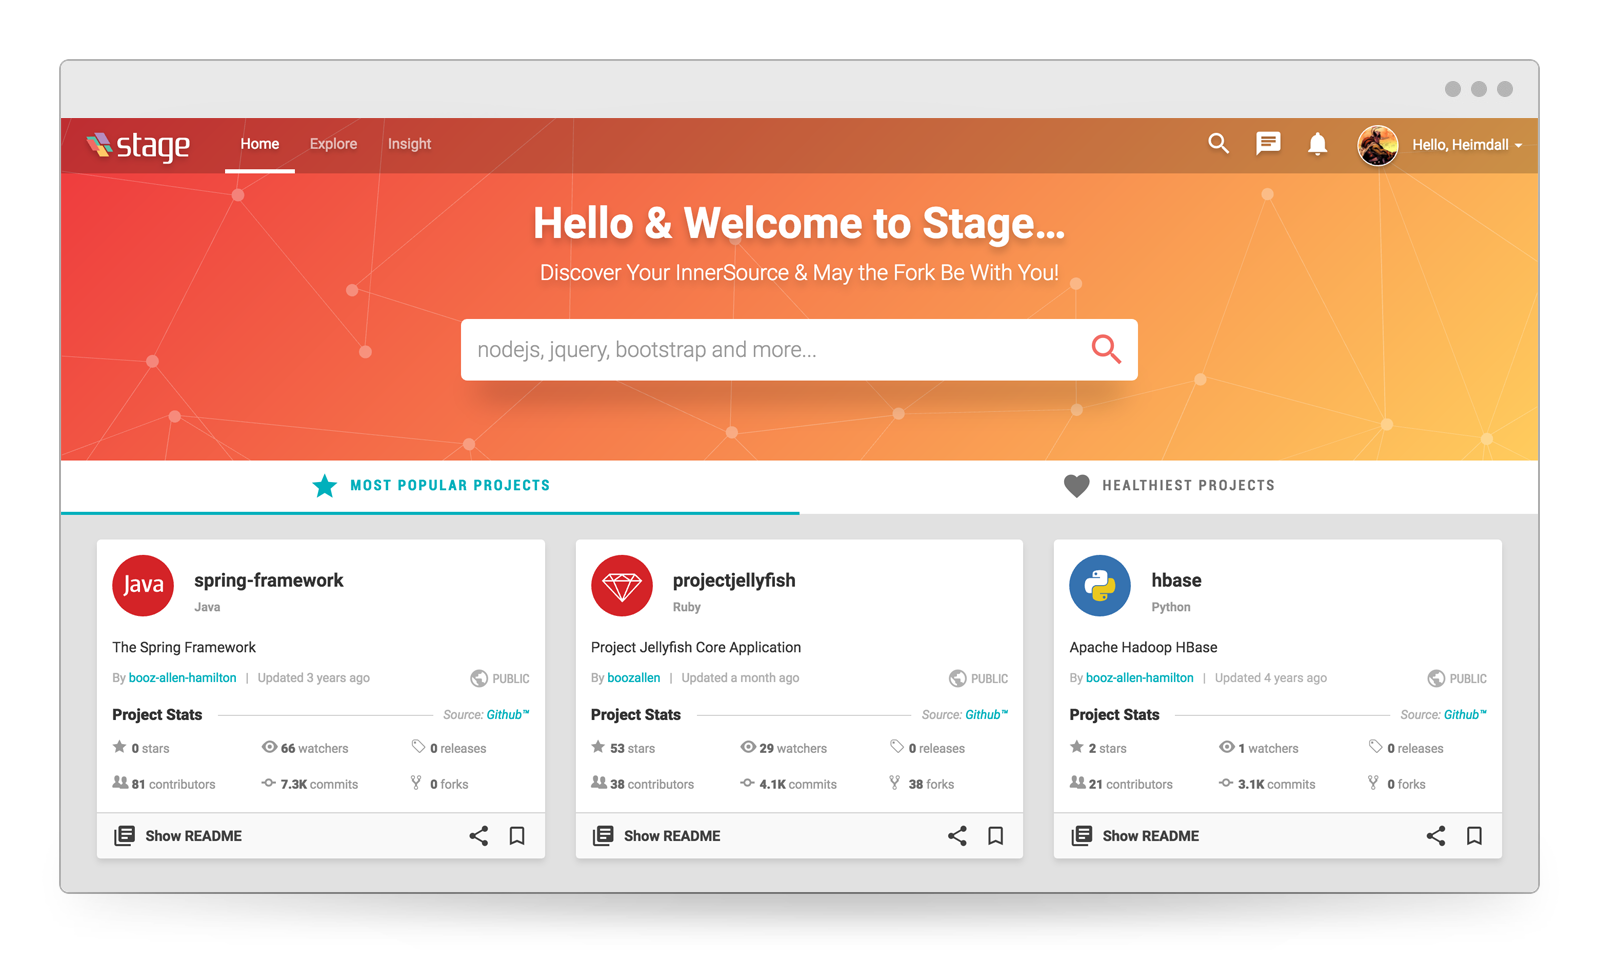 stage Home Explore Insight Hello, Heimdall
Hello & Welcome to Stage...
Discover Your InnerSource & May the Fork Be With You!
nodejs, jquery, bootstrap and more...
MOST POPULAR PROJECTS HEALTHIEST PROJECTS
Java
spring-framework
Java
The Spring Framework
By booz-allen-hamilton | Updated 3 years ago PUBLIC
Project Stats Source: Github™
0 stars 66 watchers 0 releases
81 contributors 7.3K commits 0 forks
Show README
projectjellyfish
Ruby
Project Jellyfish Core Application
By boozallen | Updated a month ago PUBLIC
Project Stats Source: Github™
53 stars 29 watchers 0 releases
38 contributors 4.1K commits 38 forks
Show README
hbase
Python
Apache Hadoop HBase
By booz-allen-hamilton | Updated 4 years ago PUBLIC
Project Stats Source: Github™
2 stars 1 watchers 0 releases
21 contributors 3.1K commits 0 forks
Show README